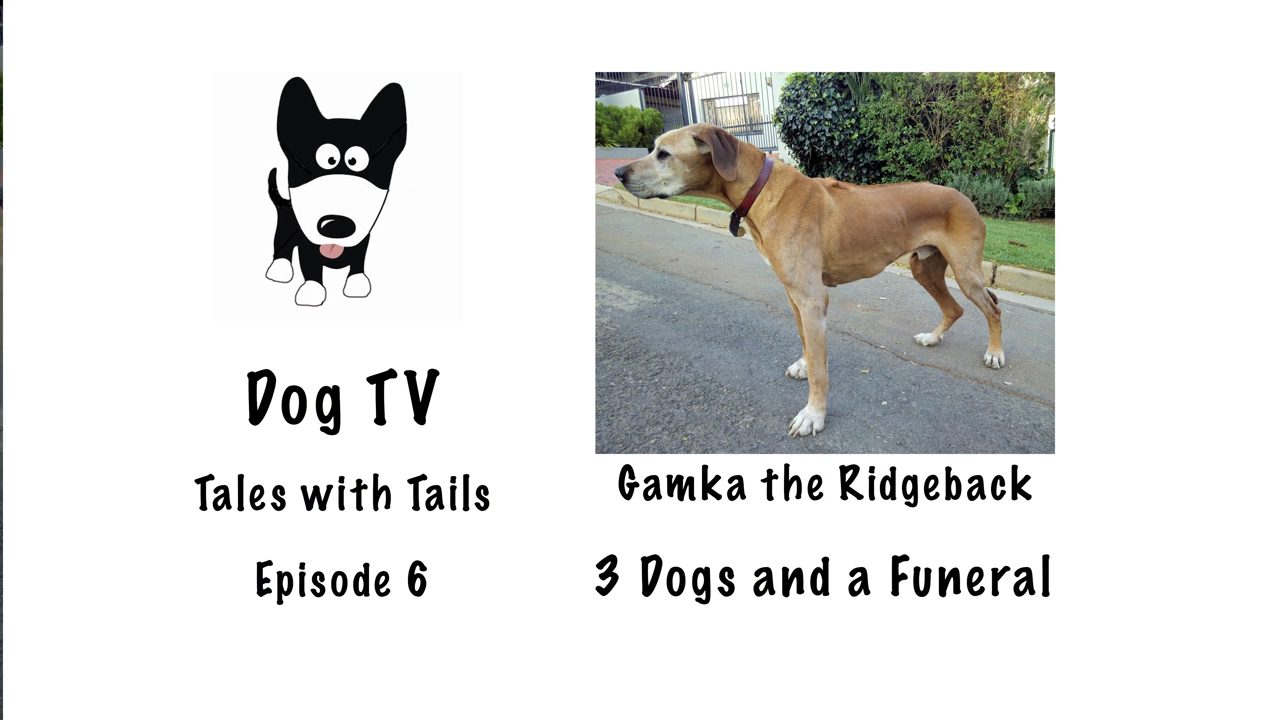 Dog TV
Tales with Tails
Episode 6
Gamka the Ridgeback
3 Dogs and a Funeral